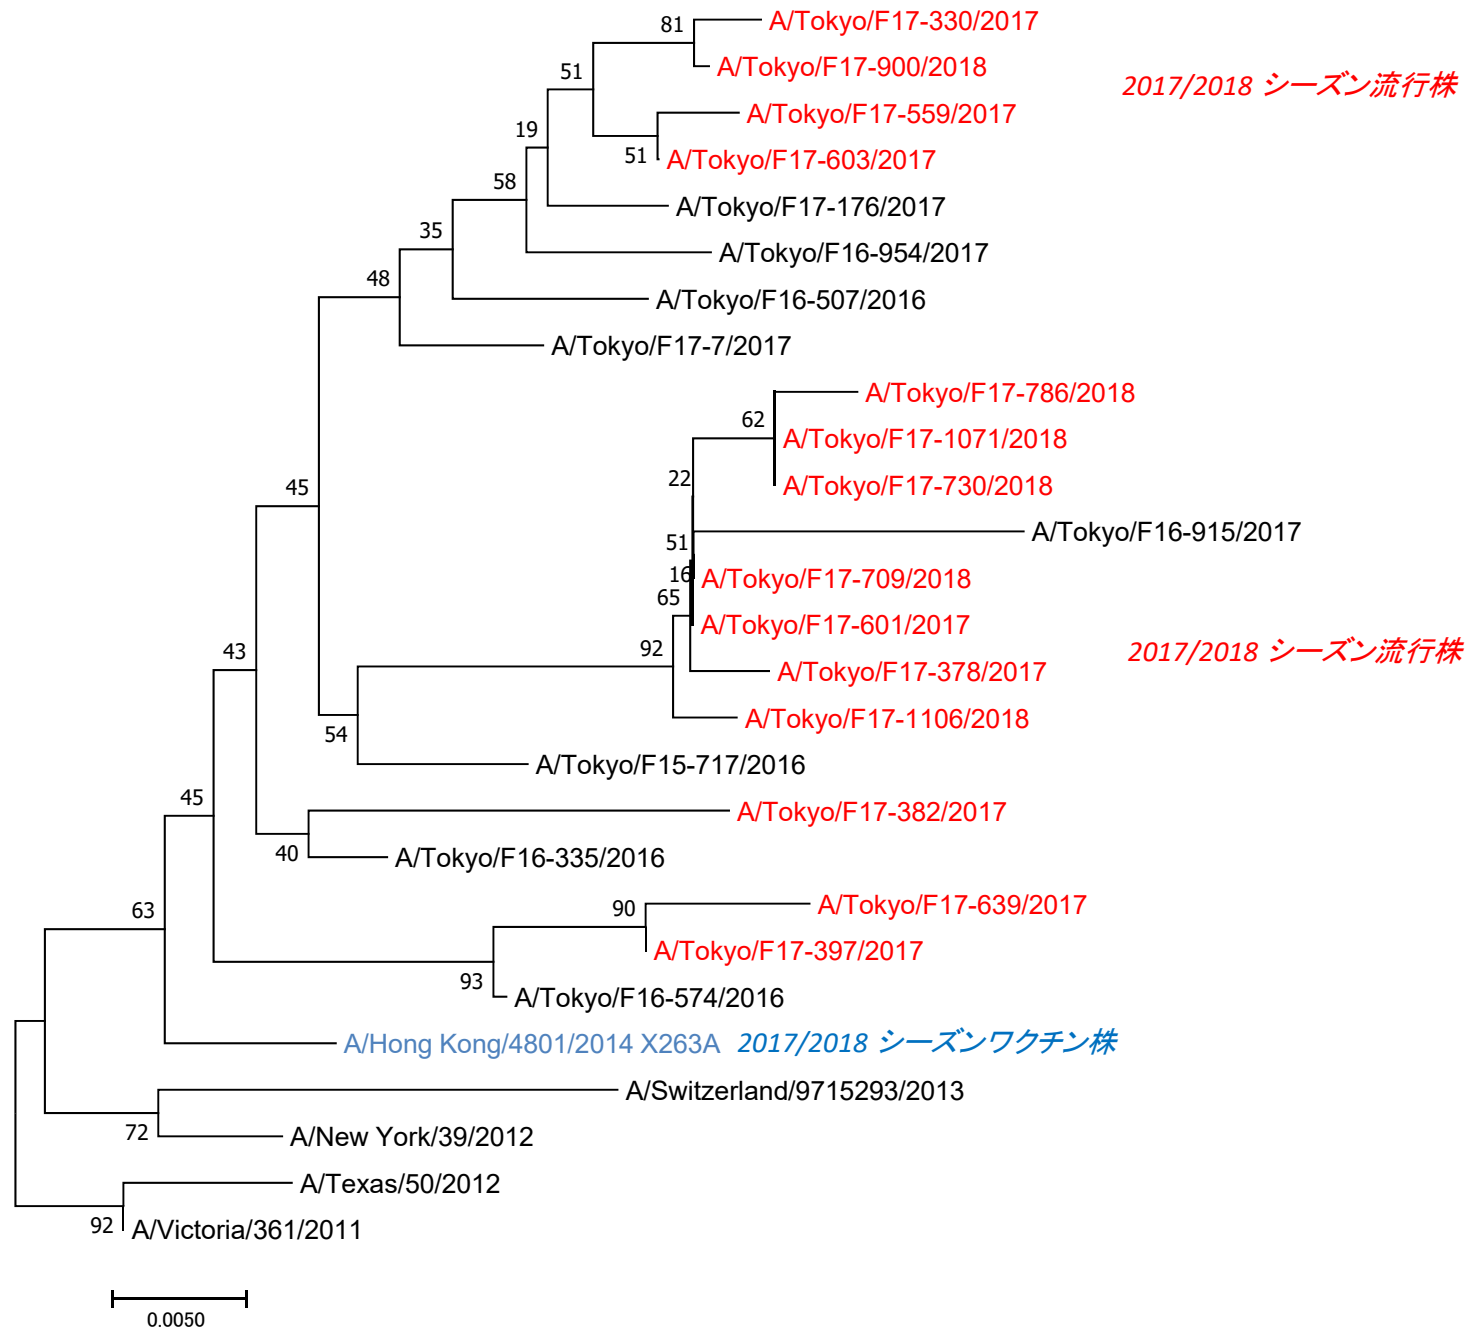 81
A/Tokyo/F17-330/2017
A/Tokyo/F17-900/2018
2017/2018 シーズン流行株
51
A/Tokyo/F17-559/2017
19
51
A/Tokyo/F17-603/2017
58
A/Tokyo/F17-176/2017
35
A/Tokyo/F16-954/2017
48
A/Tokyo/F16-507/2016
A/Tokyo/F17-7/2017
A/Tokyo/F17-786/2018
62
A/Tokyo/F17-1071/2018
45
22
A/Tokyo/F17-730/2018
A/Tokyo/F16-915/2017
51
16
A/Tokyo/F17-709/2018
65
A/Tokyo/F17-601/2017
43
92
2017/2018 シーズン流行株
A/Tokyo/F17-378/2017
A/Tokyo/F17-1106/2018
54
A/Tokyo/F15-717/2016
45
A/Tokyo/F17-382/2017
40
A/Tokyo/F16-335/2016
63
90
A/Tokyo/F17-639/2017
A/Tokyo/F17-397/2017
93
A/Tokyo/F16-574/2016
A/Hong Kong/4801/2014 X263A 2017/2018 シーズンワクチン株
A/Switzerland/9715293/2013
72
A/New York/39/2012
A/Texas/50/2012
92
A/Victoria/361/2011
0.0050